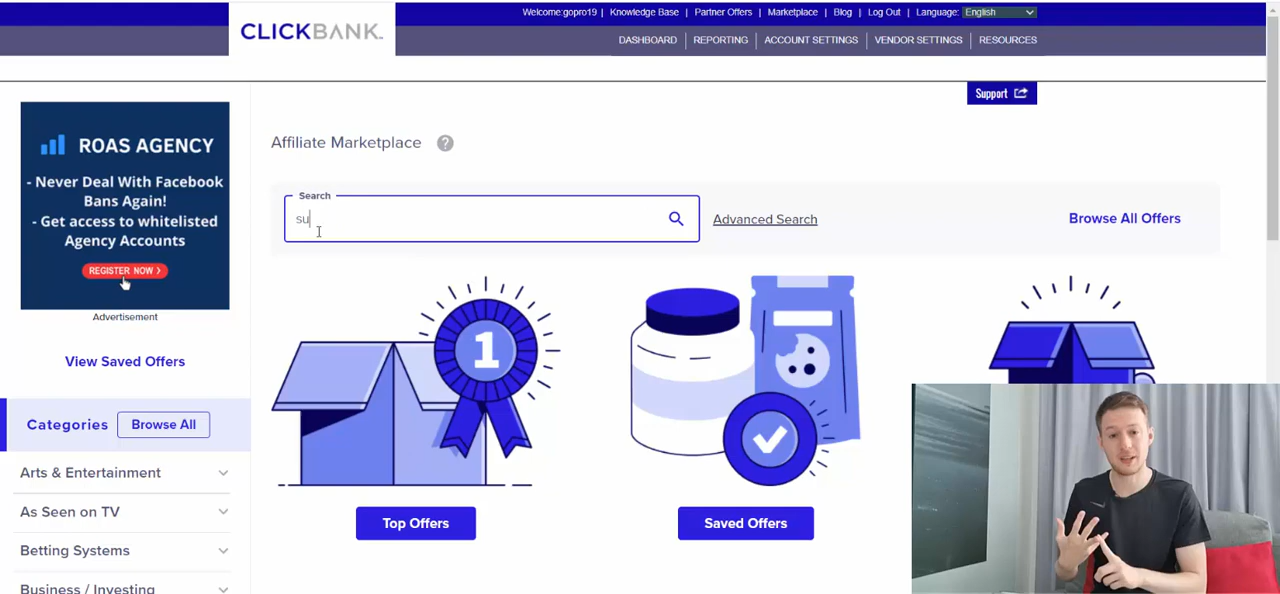 Welcome:gopro19 | Knowledge Base | Partner Offers | Marketplace | Blog | Log Out | Language: English
CLICKBANK
DASHBOARD REPORTING ACCOUNT SETTINGS VENDOR SETTINGS RESOURCES
Support
ROAS AGENCY
- Never Deal With Facebook
Bans Again!
- Get access to whitelisted
Agency Accounts
REGISTER NOW >
Advertisement
View Saved Offers
Categories Browse All
Arts & Entertainment
As Seen on TV
Betting Systems
Business / Investing
Affiliate Marketplace ?
Search
su
Advanced Search
Browse All Offers
1
Top Offers
Saved Offers